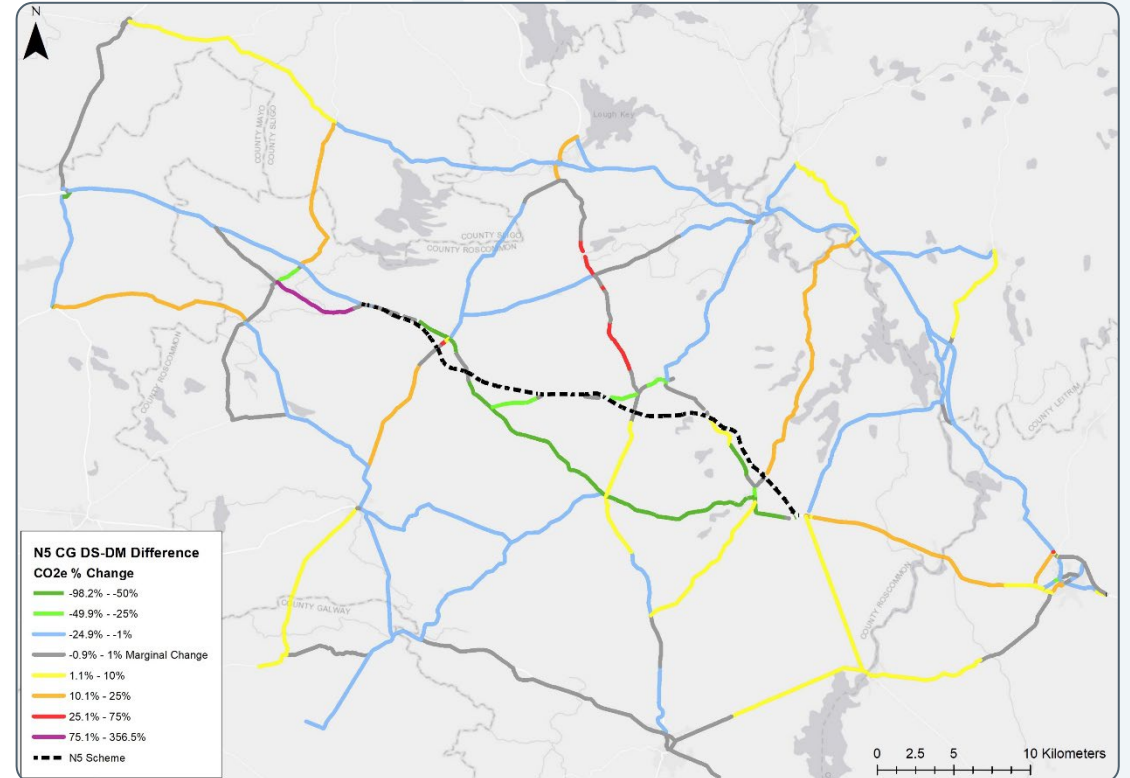 N
Lough Key
COUNTY MAYO
COUNTY SLIGO
COUNTY SLIGO
COUNTY ROSCOMMON
COUNTY ROSCOMMON
COUNTY LEITRIM
COUNTY ROSCOMMON
COUNTY GALWAY
N5 CG DS-DM Difference
CO2e % Change
-98.2% - -50%
-49.9% - -25%
-24.9% - -1%
-0.9% - 1% Marginal Change
1.1% - 10%
10.1% - 25%
25.1% - 75%
75.1% - 356.5%
N5 Scheme
0 2.5 5 10 Kilometers